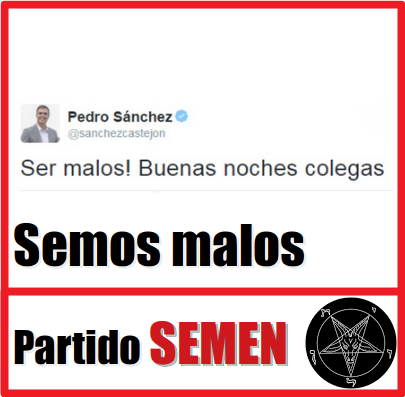 Pedro Sánchez
@sanchezcastejon
Ser malos! Buenas noches colegas
Semos malos
Partido SEMEN